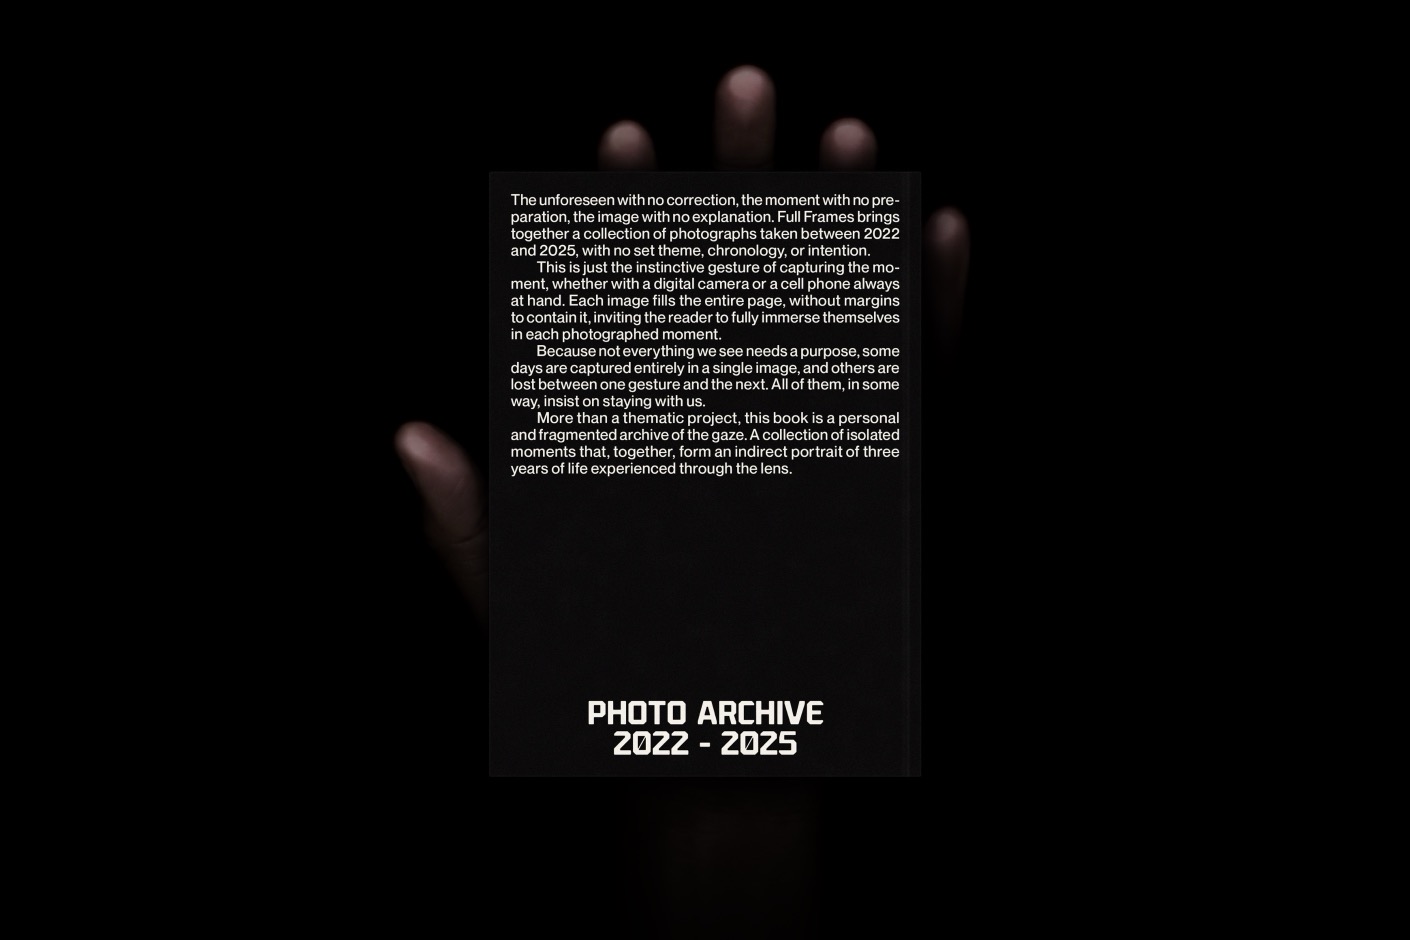 The unforeseen with no correction, the moment with no pre-
paration, the image with no explanation. Full Frames brings
together a collection of photographs taken between 2022
and 2025, with no set theme, chronology, or intention.
This is just the instinctive gesture of capturing the mo-
ment, whether with a digital camera or a cell phone always
at hand. Each image fills the entire page, without margins
to contain it, inviting the reader to fully immerse themselves
in each photographed moment.
Because not everything we see needs a purpose, some
days are captured entirely in a single image, and others are
lost between one gesture and the next. All of them, in some
way, insist on staying with us.
More than a thematic project, this book is a personal
and fragmented archive of the gaze. A collection of isolated
moments that, together, form an indirect portrait of three
years of life experienced through the lens.
PHOTO ARCHIVE
2022 - 2025